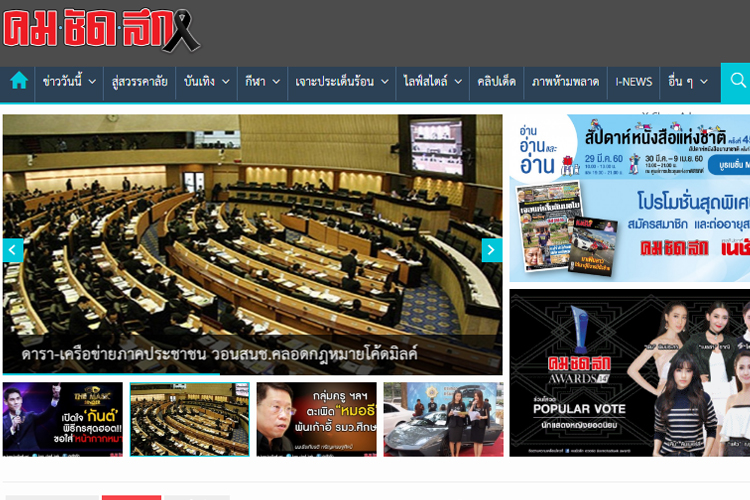 คม·ชัด·ลึก
ข่าววันนี้
สู่สวรรคาลัย
บันเทิง
กีฬา
เจาะประเด็นร้อน
ไลฟ์สไตล์
คลิปเด็ด
ภาพห้ามพลาด
I-NEWS
อื่น ๆ
ดารา-เครือข่ายภาคประชาชน วอนสนช.คลอดกฎหมายโค้ดมิลค์
อ่าน
อ่านและ
อ่าน
สัปดาห์หนังสือแห่งชาติ
29 มี.ค. 60
30 มี.ค.-9 เม.ย. 60
โปรโมชั่นสุดพิเศษ
สมัครสมาชิก และต่ออายุส
คม ชัด ลึก
THE MASK
เปิดใจ "กันต์"
พิธีกรสุดฮอต!!
ขอใส่ หน้ากากหมา
กลุ่มครู ฯลฯ
ตะเพิด "หมอธี"
พ้นเก้าอี้ รมว.ศึกษ
คม ชัด ลึก
AWARDS 14
ร่วมโหวต
POPULAR VOTE
นักแสดงหญิงยอดนิยม